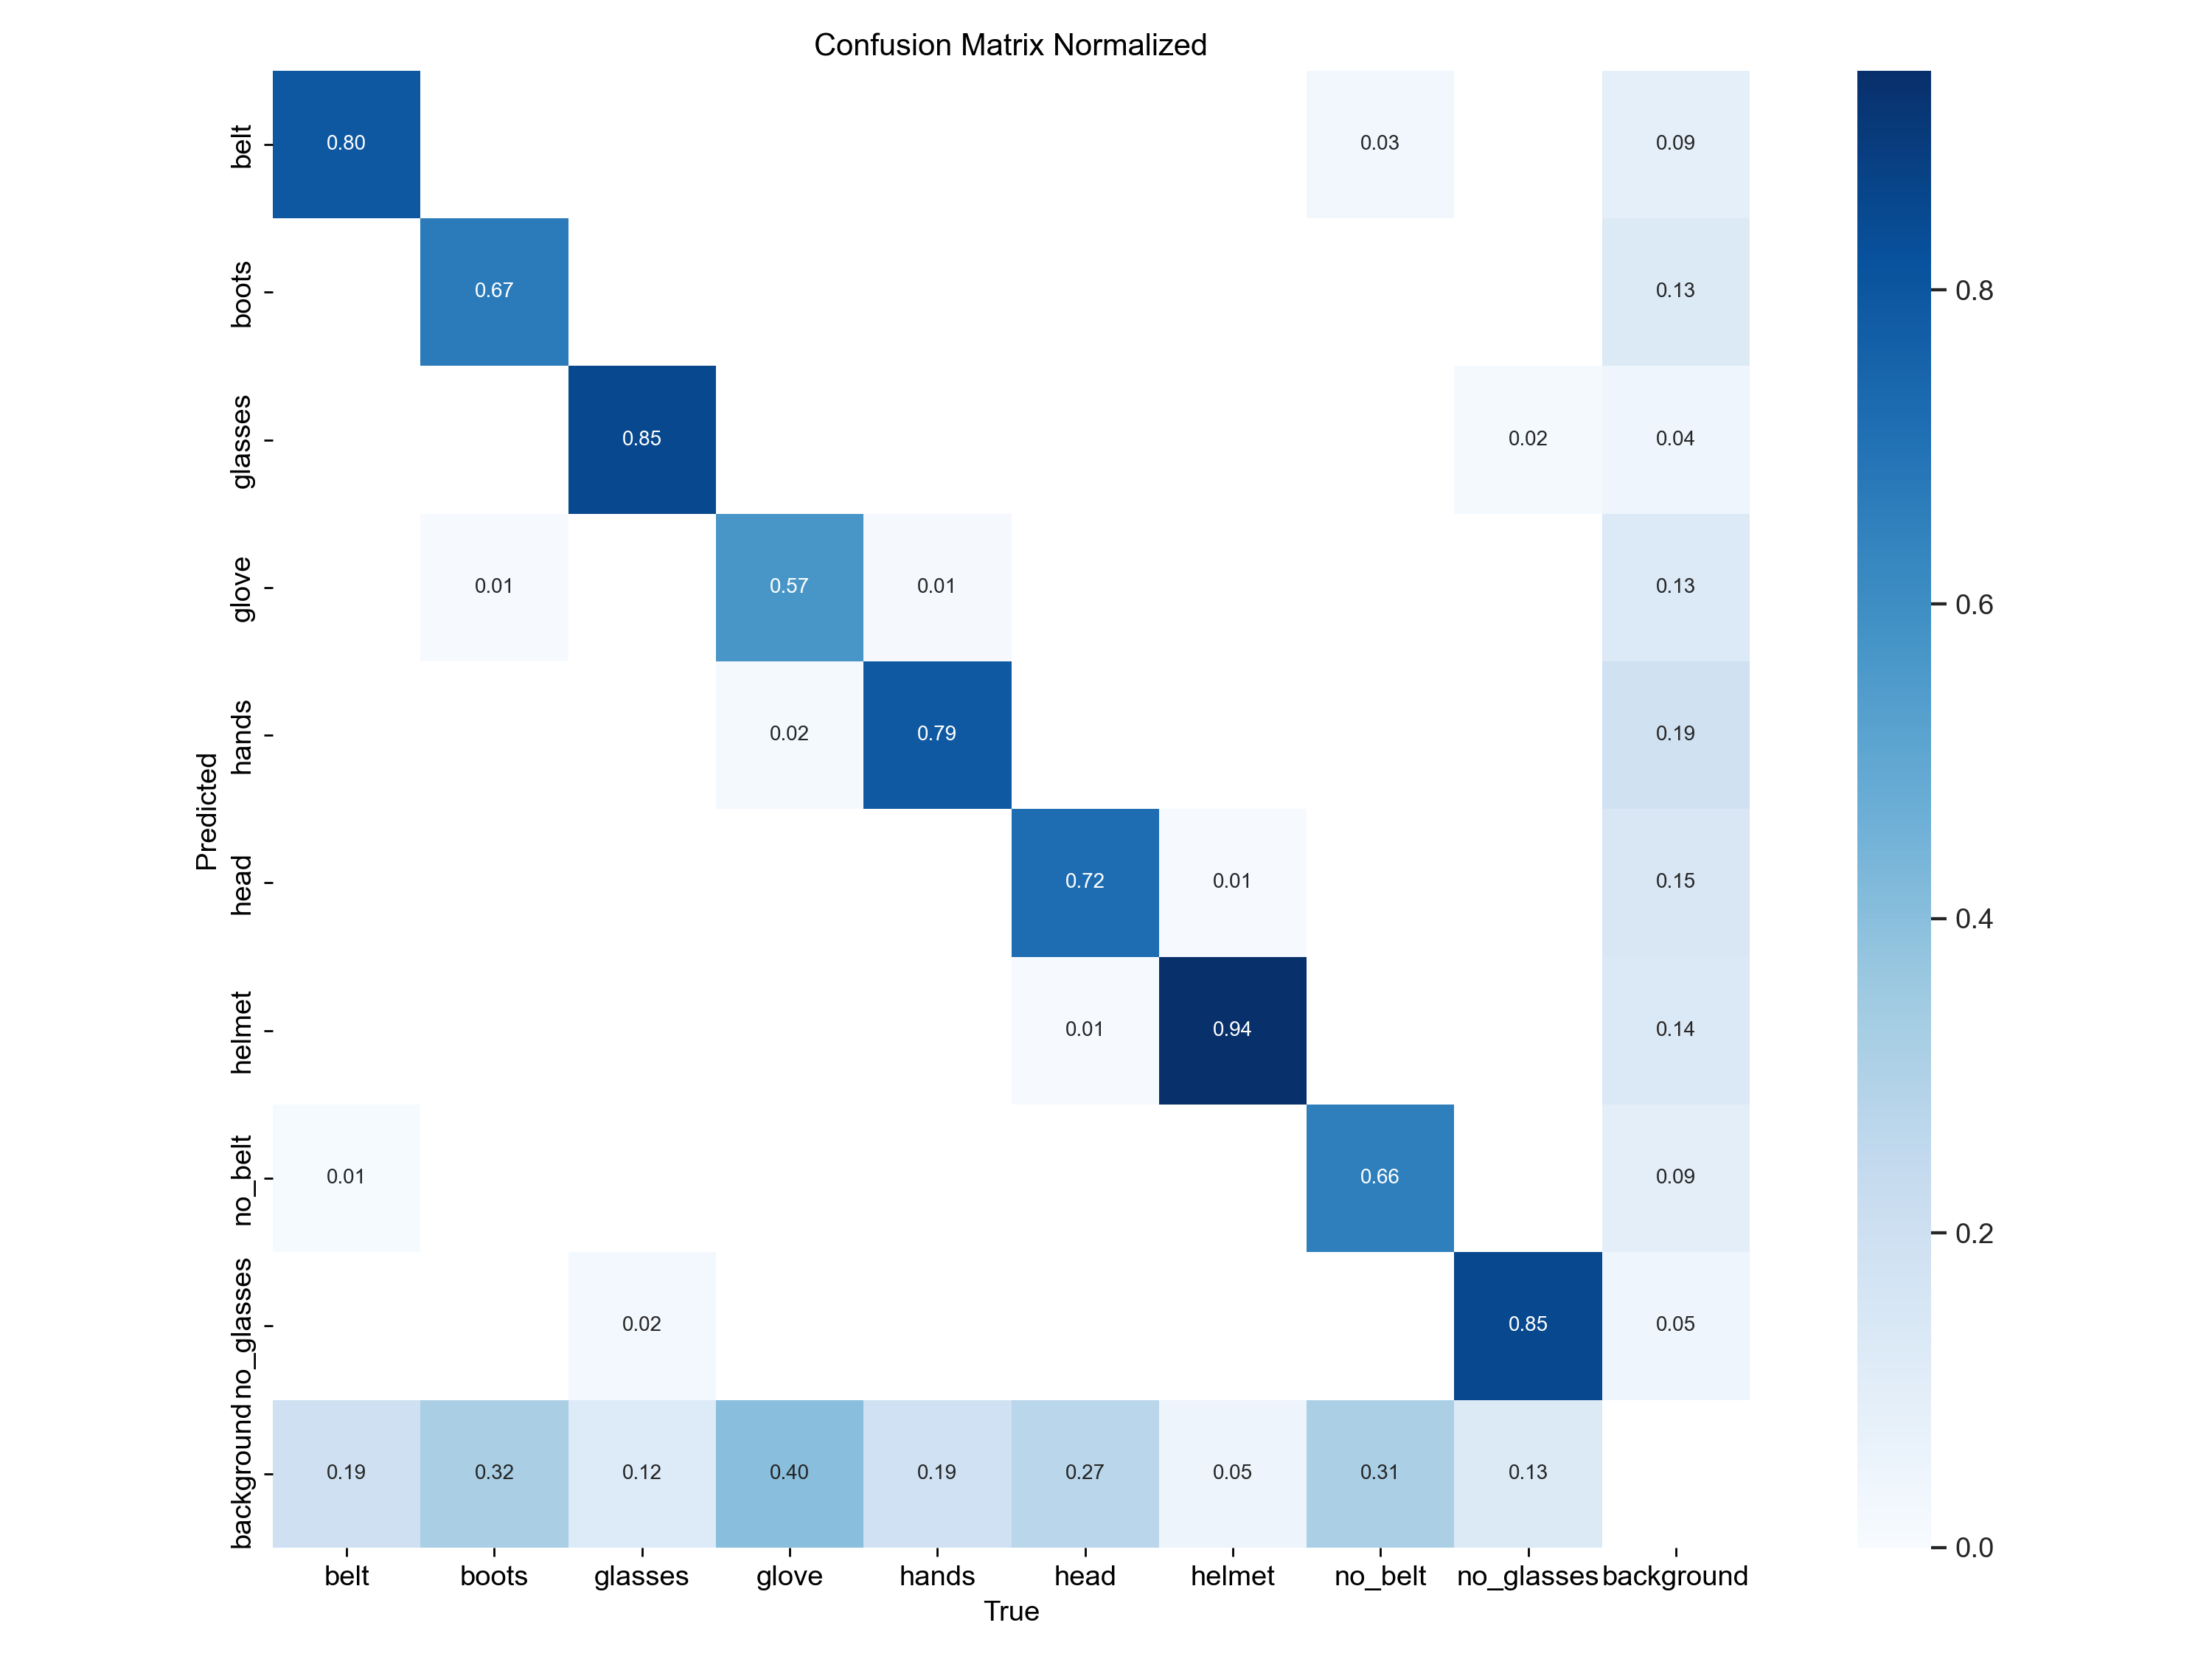 Confusion Matrix Normalized
belt 0.80 0.03 0.09
boots 0.67 0.13
glasses 0.85 0.02 0.04
glove 0.01 0.57 0.01 0.13
hands 0.02 0.79 0.19
head 0.72 0.01 0.15
helmet 0.01 0.94 0.14
no_belt 0.01 0.66 0.09
no_glasses 0.02 0.85 0.05
background 0.19 0.32 0.12 0.40 0.19 0.27 0.05 0.31 0.13
belt boots glasses glove hands head helmet no_belt no_glasses background
True
Predicted
0.8
0.6
0.4
0.2
0.0